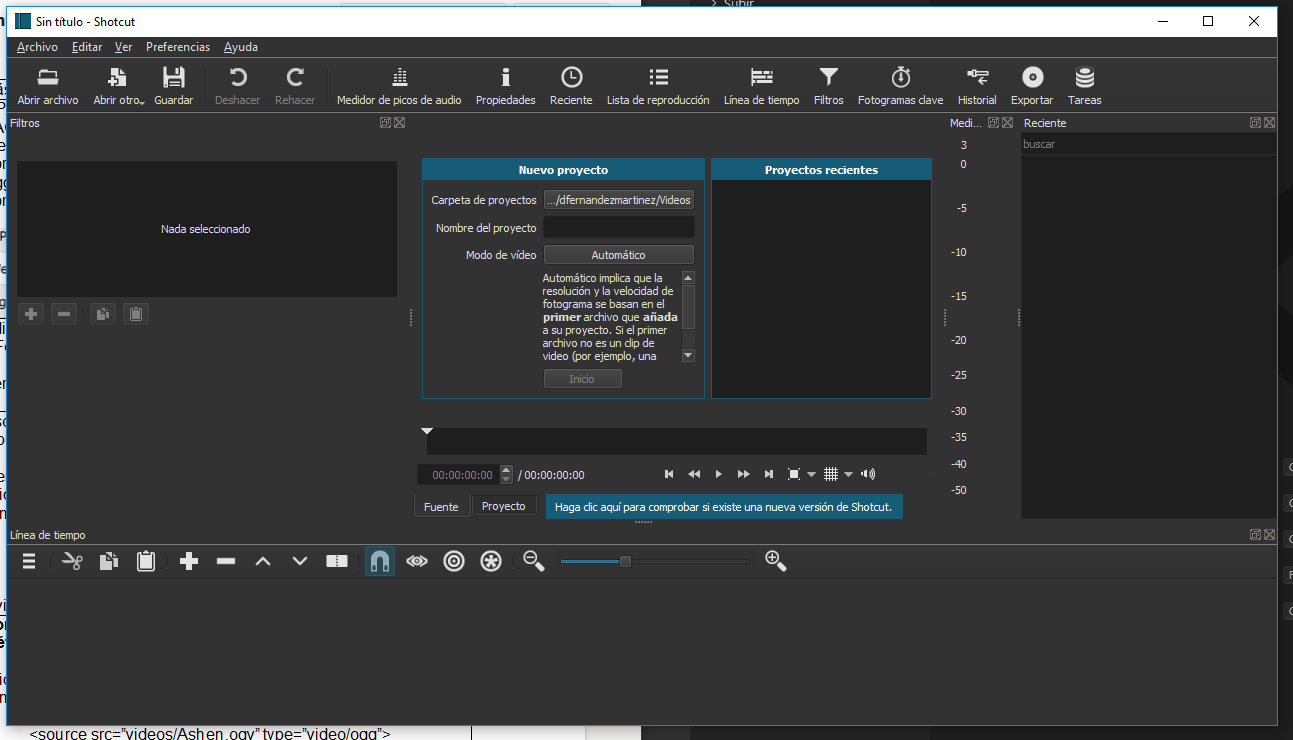 Subir
Sin título - Shotcut
Archivo Editar Ver Preferencias Ayuda
Abrir archivo Abrir otro Guardar Deshacer Rehacer Medidor de picos de audio Propiedades Reciente Lista de reproducción Línea de tiempo Filtros Fotogramas clave Historial Exportar Tareas
Filtros
Nada seleccionado
Nuevo proyecto
Carpeta de proyectos .../dfernandezmartinez/Videos
Nombre del proyecto
Modo de vídeo Automático
Automático implica que la
resolución y la velocidad de
fotograma se basan en el
primer archivo que añada
a su proyecto. Si el primer
archivo no es un clip de
video (por ejemplo, una
Inicio
Proyectos recientes
00:00:00:00 / 00:00:00:00
Fuente Proyecto Haga clic aquí para comprobar si existe una nueva versión de Shotcut.
Medi...
3
0
-5
-10
-15
-20
-25
-30
-35
-40
-50
Reciente
buscar
Línea de tiempo
<source src="videos/Ashen.ogv" type="video/ogg">